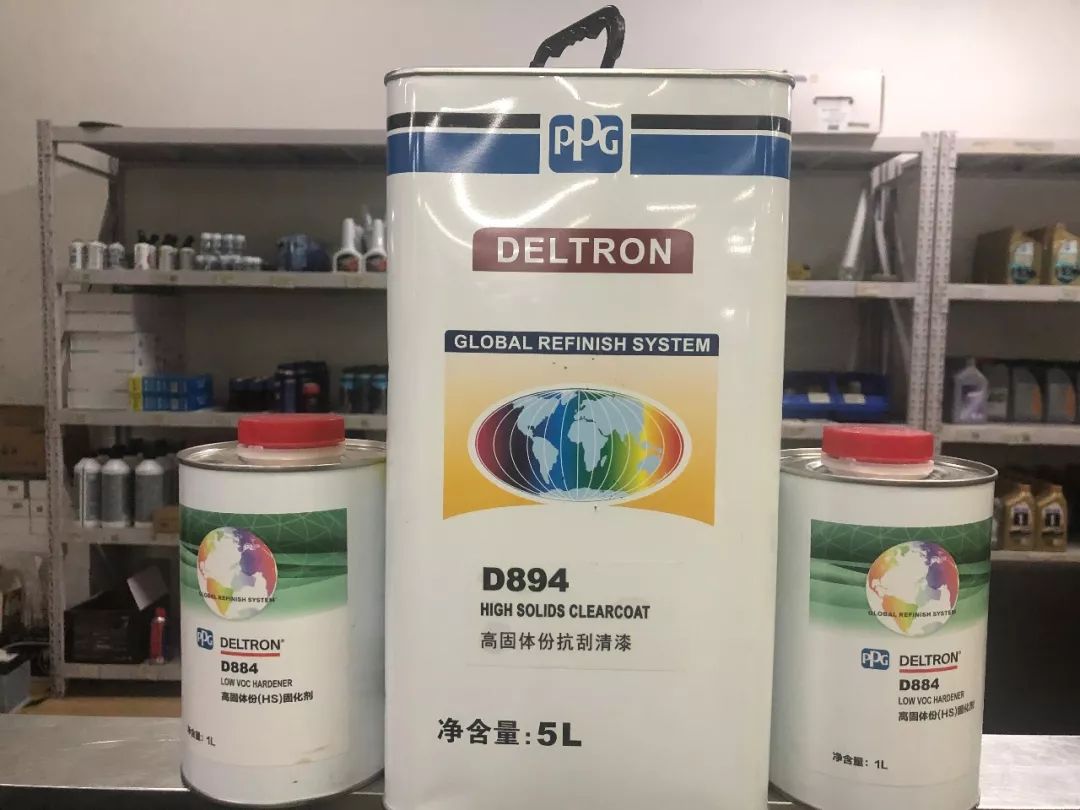 PPG
DELTRON
GLOBAL REFINISH SYSTEM
D894
HIGH SOLIDS CLEARCOAT
高固体份抗刮清漆
净含量：5L
GLOBAL REFINISH SYSTEM
PPG DELTRON®
D884
LOW VOC HARDENER
高固体份(HS)固化剂
净含量：1L
GLOBAL REFINISH SYSTEM
PPG DELTRON®
D884
LOW VOC HARDENER
高固体份(HS)固化剂
净含量：1L